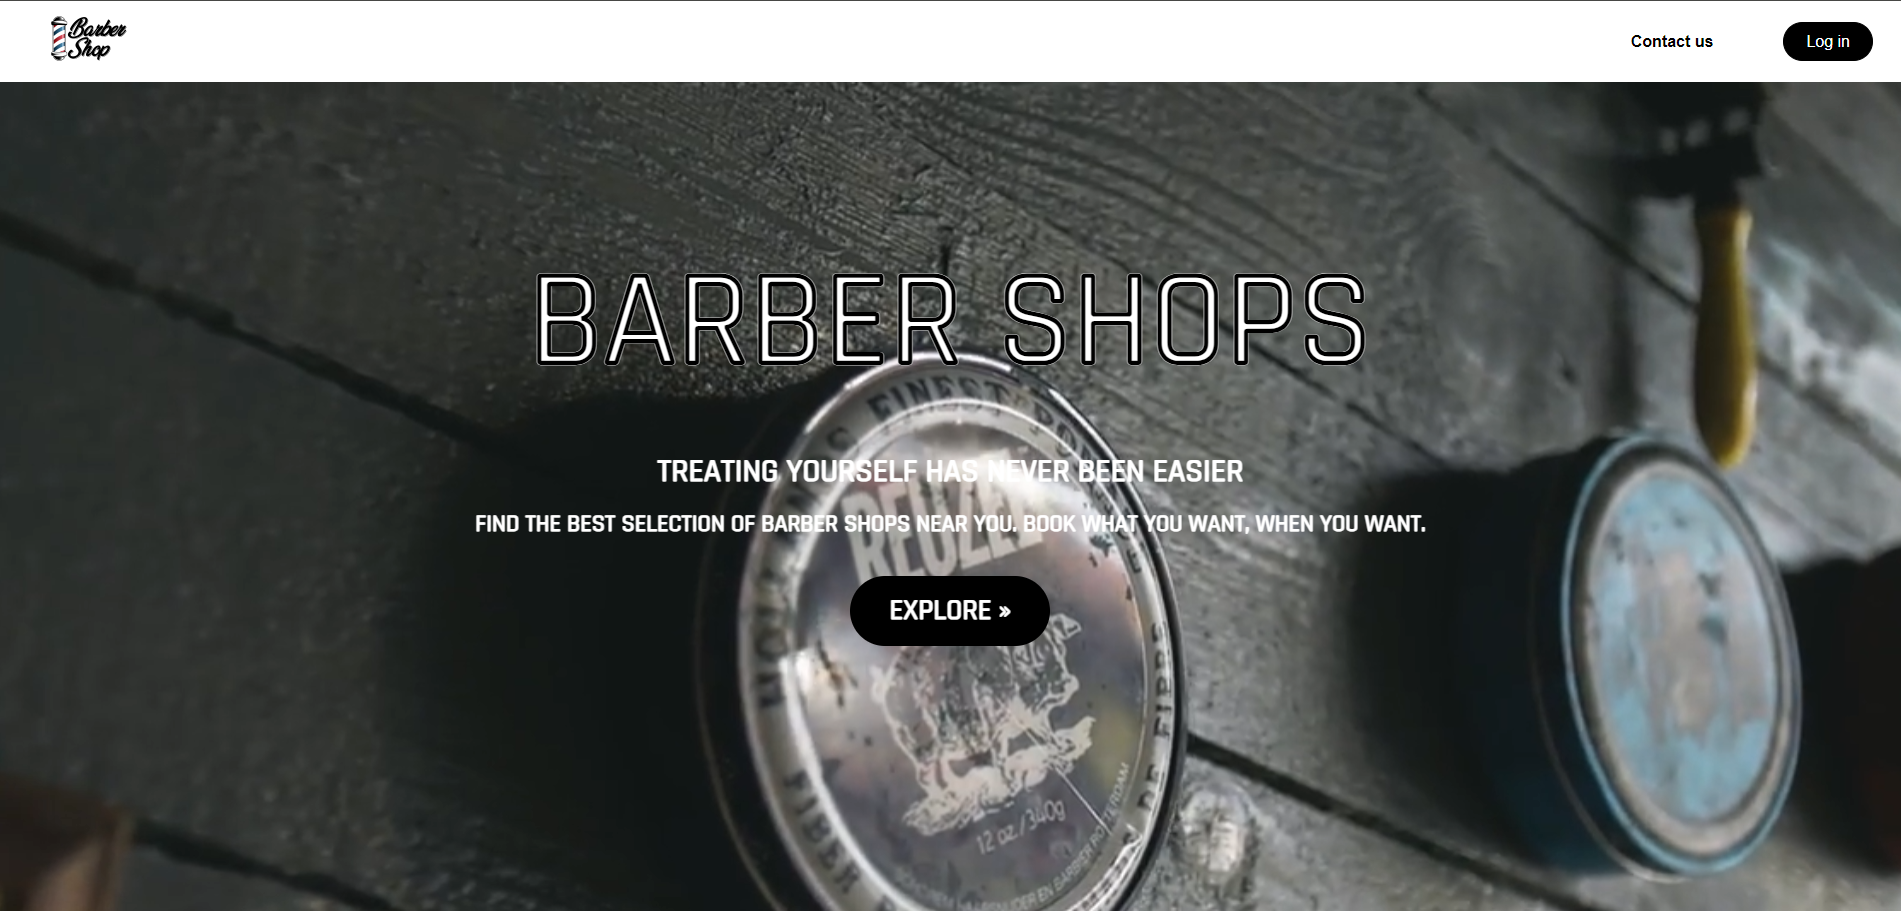 Barber
Shop
Contact us
Log in
BARBER SHOPS
FINEST
TREATING YOURSELF HAS NEVER BEEN EASIER
FIND THE BEST SELECTION OF BARBER SHOPS NEAR YOU. BOOK WHAT YOU WANT, WHEN YOU WANT.
REUZEL
EXPLORE »
12 oz./340g
FIBER